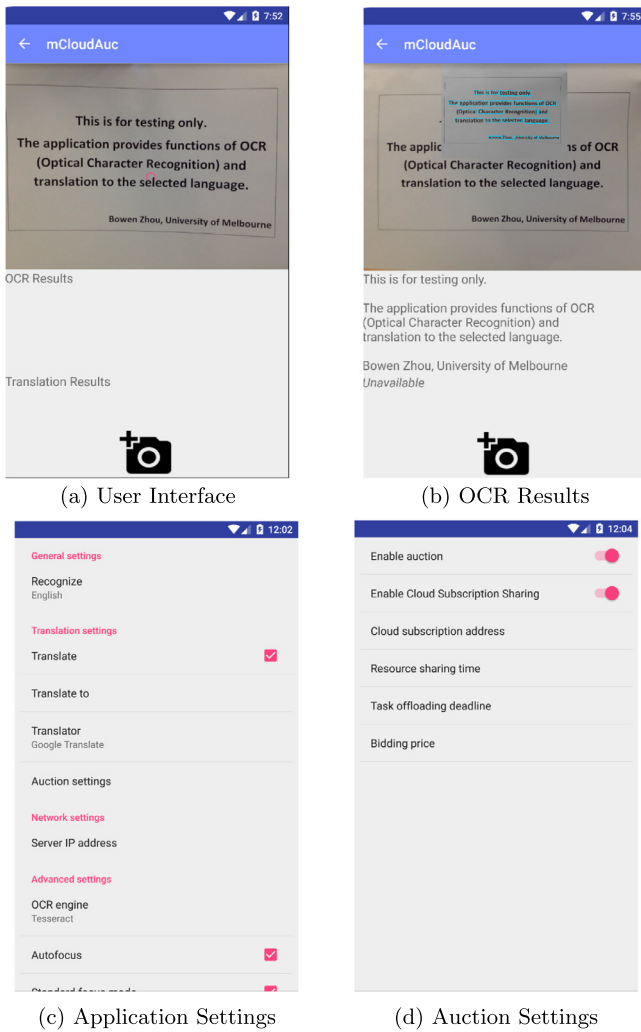 7:52
mCloudAuc
This is for testing only.
The application provides functions of OCR
(Optical Character Recognition) and
translation to the selected language.
Bowen Zhou, University of Melbourne
OCR Results
Translation Results
(a) User Interface
7:55
mCloudAuc
This is for testing only.
The application provides functions of OCR
(Optical Character Recognition) and
translation to the selected language.
Bowen Zhou, University of Melbourne
The applic
ns of OCR
(Optical Character Recognition) and
translation to the selected language.
Bowen Zhou, University of Melbourne
This is for testing only.
The application provides functions of OCR
(Optical Character Recognition) and
translation to the selected language.
Bowen Zhou, University of Melbourne
Unavailable
(b) OCR Results
12:02
General settings
Recognize
English
Translation settings
Translate
Translate to
Translator
Google Translate
Auction settings
Network settings
Server IP address
Advanced settings
OCR engine
Tesseract
Autofocus
Standard focus mode
(c) Application Settings
12:04
Enable auction
Enable Cloud Subscription Sharing
Cloud subscription address
Resource sharing time
Task offloading deadline
Bidding price
(d) Auction Settings